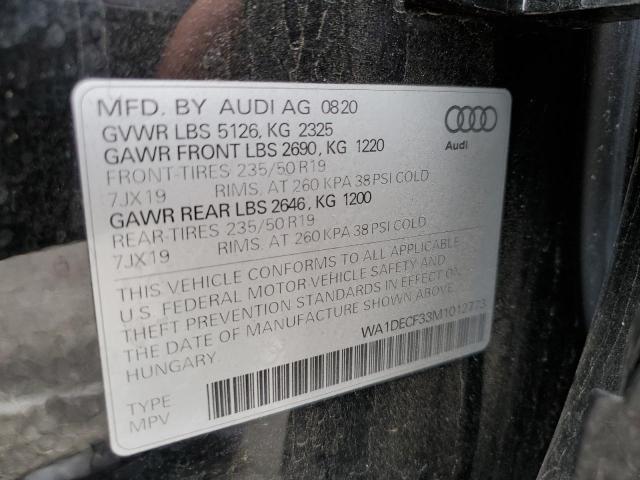 MFD. BY AUDI AG 08 20
GVWR LBS 5126, KG 2325
GAWR FRONT LBS 2690, KG 1220
FRONT-TIRES 235/50 R19
7JX19 RIMS, AT 260 KPA 38 PSI COLD
GAWR REAR LBS 2646, KG 1200
REAR-TIRES 235/50 R19
7JX19 RIMS, AT 260 KPA 38 PSI COLD
THIS VEHICLE CONFORMS TO ALL APPLICABLE
U.S. FEDERAL MOTOR VEHICLE SAFETY AND
THEFT PREVENTION STANDARDS IN EFFECT ON
THE DATE OF MANUFACTURE SHOWN ABOVE.
HUNGARY.
WA1DECF33M1012773
TYPE
MPV
Audi